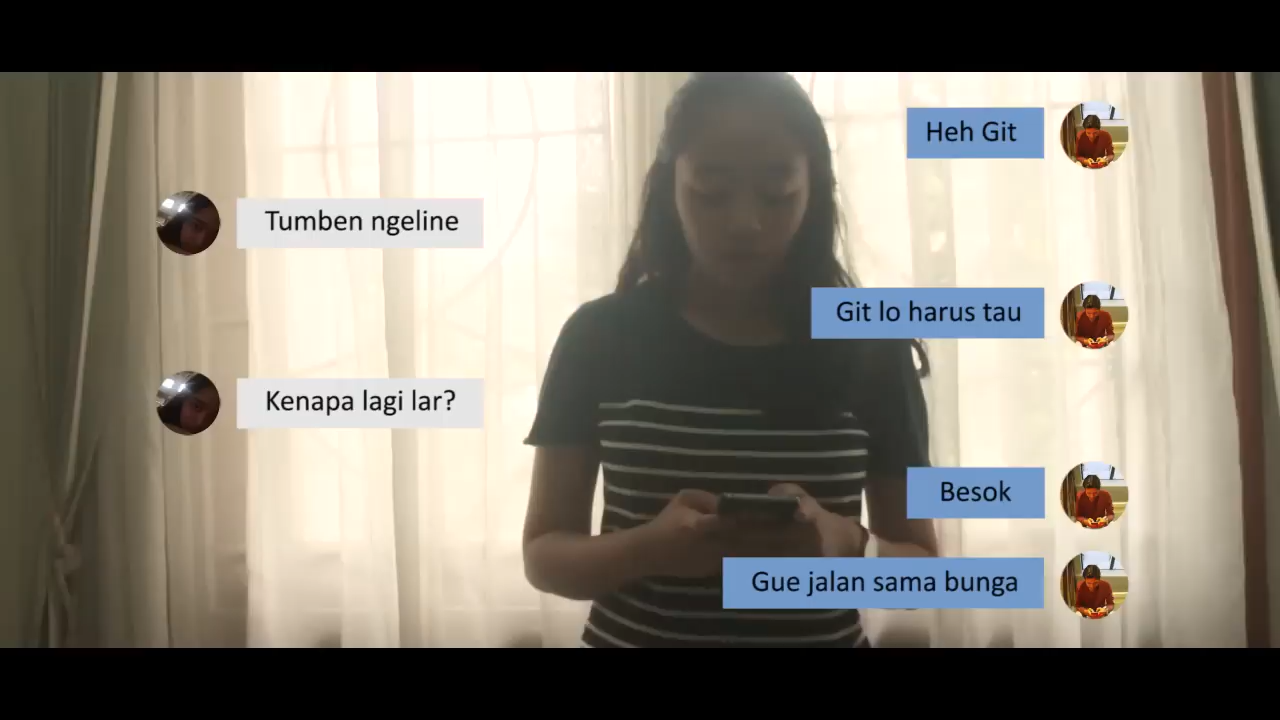 Heh Git
Tumben ngeline
Git lo harus tau
Kenapa lagi lar?
Besok
Gue jalan sama bunga